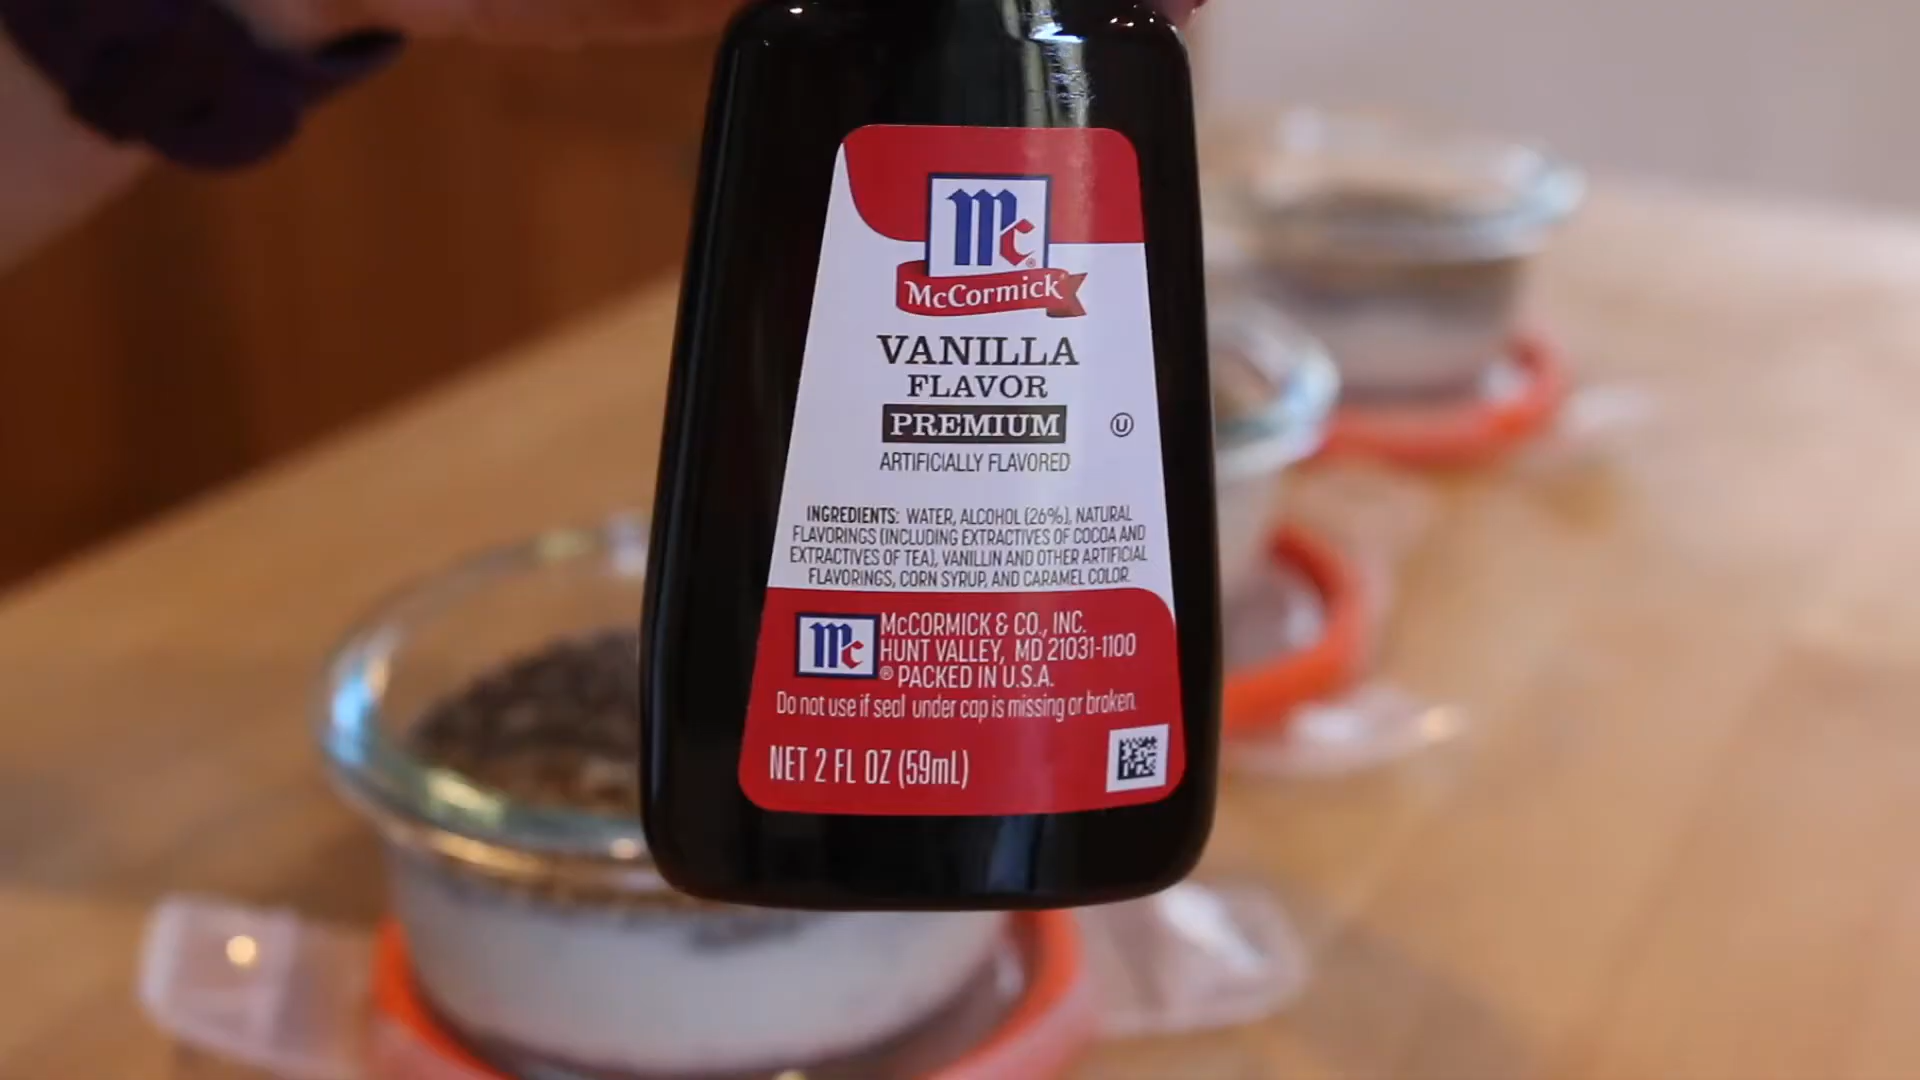 Mc®
McCormick®
VANILLA
FLAVOR
PREMIUM
U
ARTIFICIALLY FLAVORED
INGREDIENTS: WATER, ALCOHOL (26%), NATURAL
FLAVORINGS (INCLUDING EXTRACTIVES OF COCOA AND
EXTRACTIVES OF TEA), VANILLIN AND OTHER ARTIFICIAL
FLAVORINGS, CORN SYRUP, AND CARAMEL COLOR.
Mc
McCORMICK & CO., INC.
HUNT VALLEY, MD 21031-1100
® PACKED IN U.S.A.
Do not use if seal under cap is missing or broken.
NET 2 FL OZ (59mL)